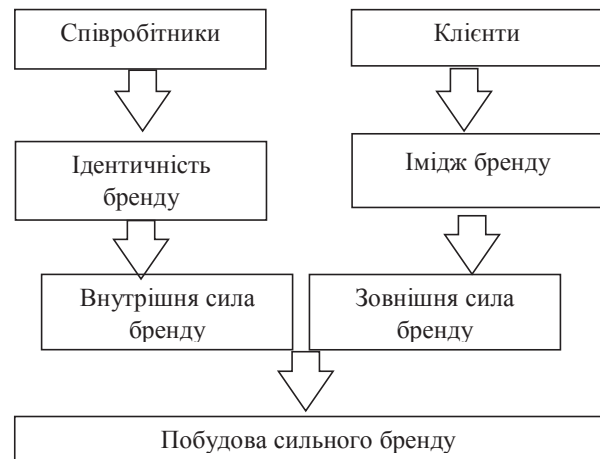 Співробітники
Клієнти
Ідентичність
бренду
Імідж бренду
Внутрішня сила
бренду
Зовнішня сила
бренду
Побудова сильного бренду